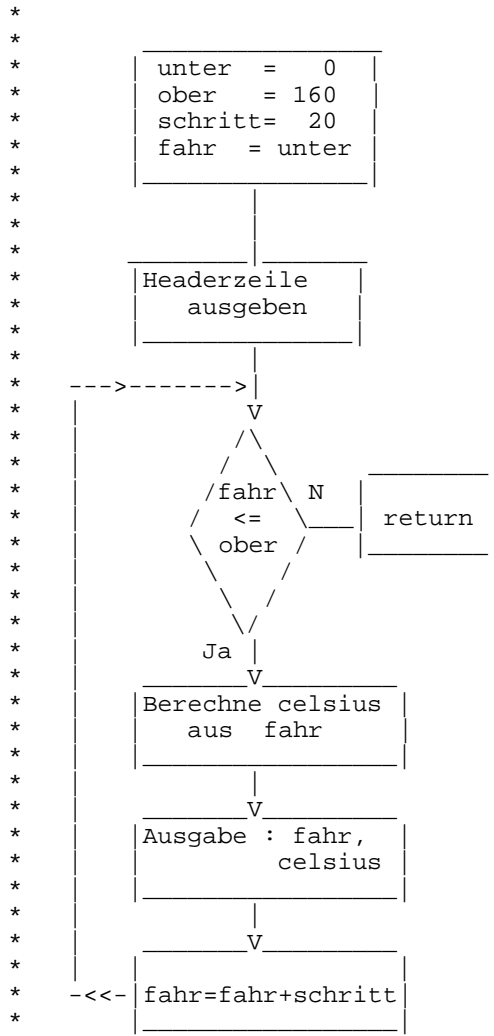 unter = 0
ober = 160
schritt= 20
fahr = unter
Headerzeile
ausgeben
fahr N
<= return
ober
Ja
Berechne celsius
aus fahr
Ausgabe : fahr,
celsius
fahr=fahr+schritt